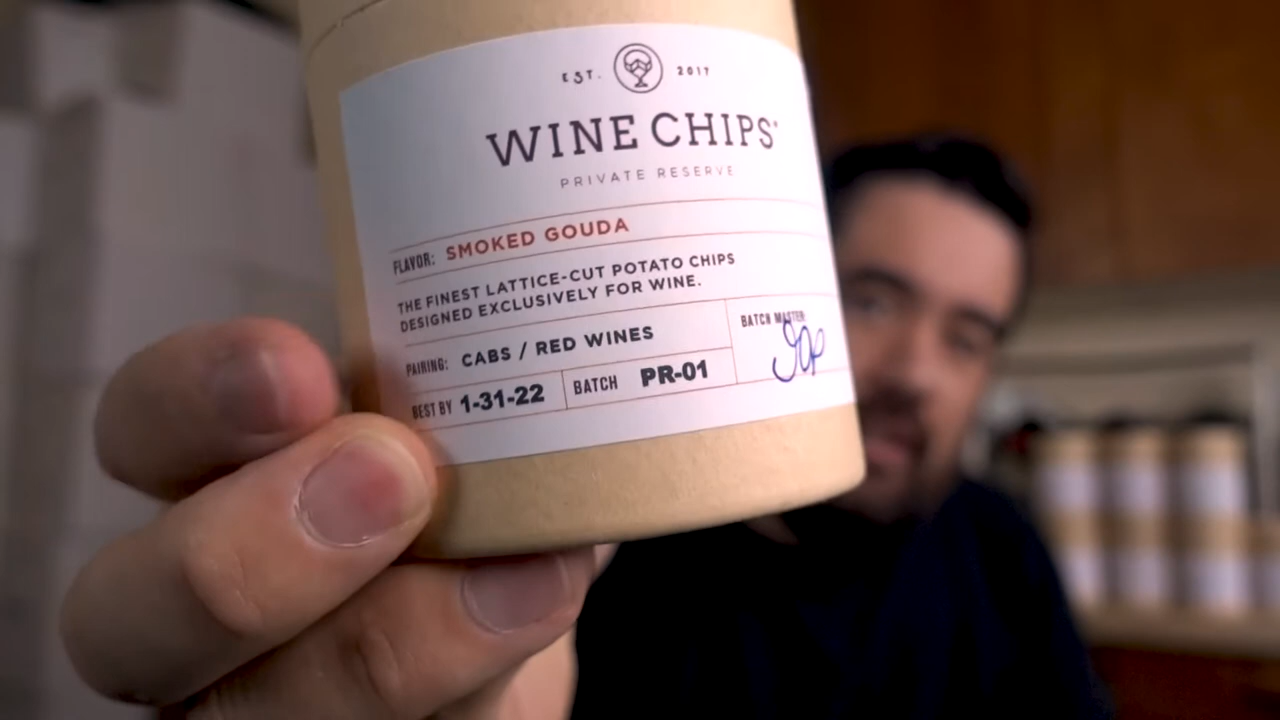 EST. 2017
WINE CHIPS®
PRIVATE RESERVE
FLAVOR: SMOKED GOUDA
THE FINEST LATTICE-CUT POTATO CHIPS
DESIGNED EXCLUSIVELY FOR WINE.
PAIRING: CABS / RED WINES
BATCH MASTER:
BEST BY 1-31-22 BATCH PR-01